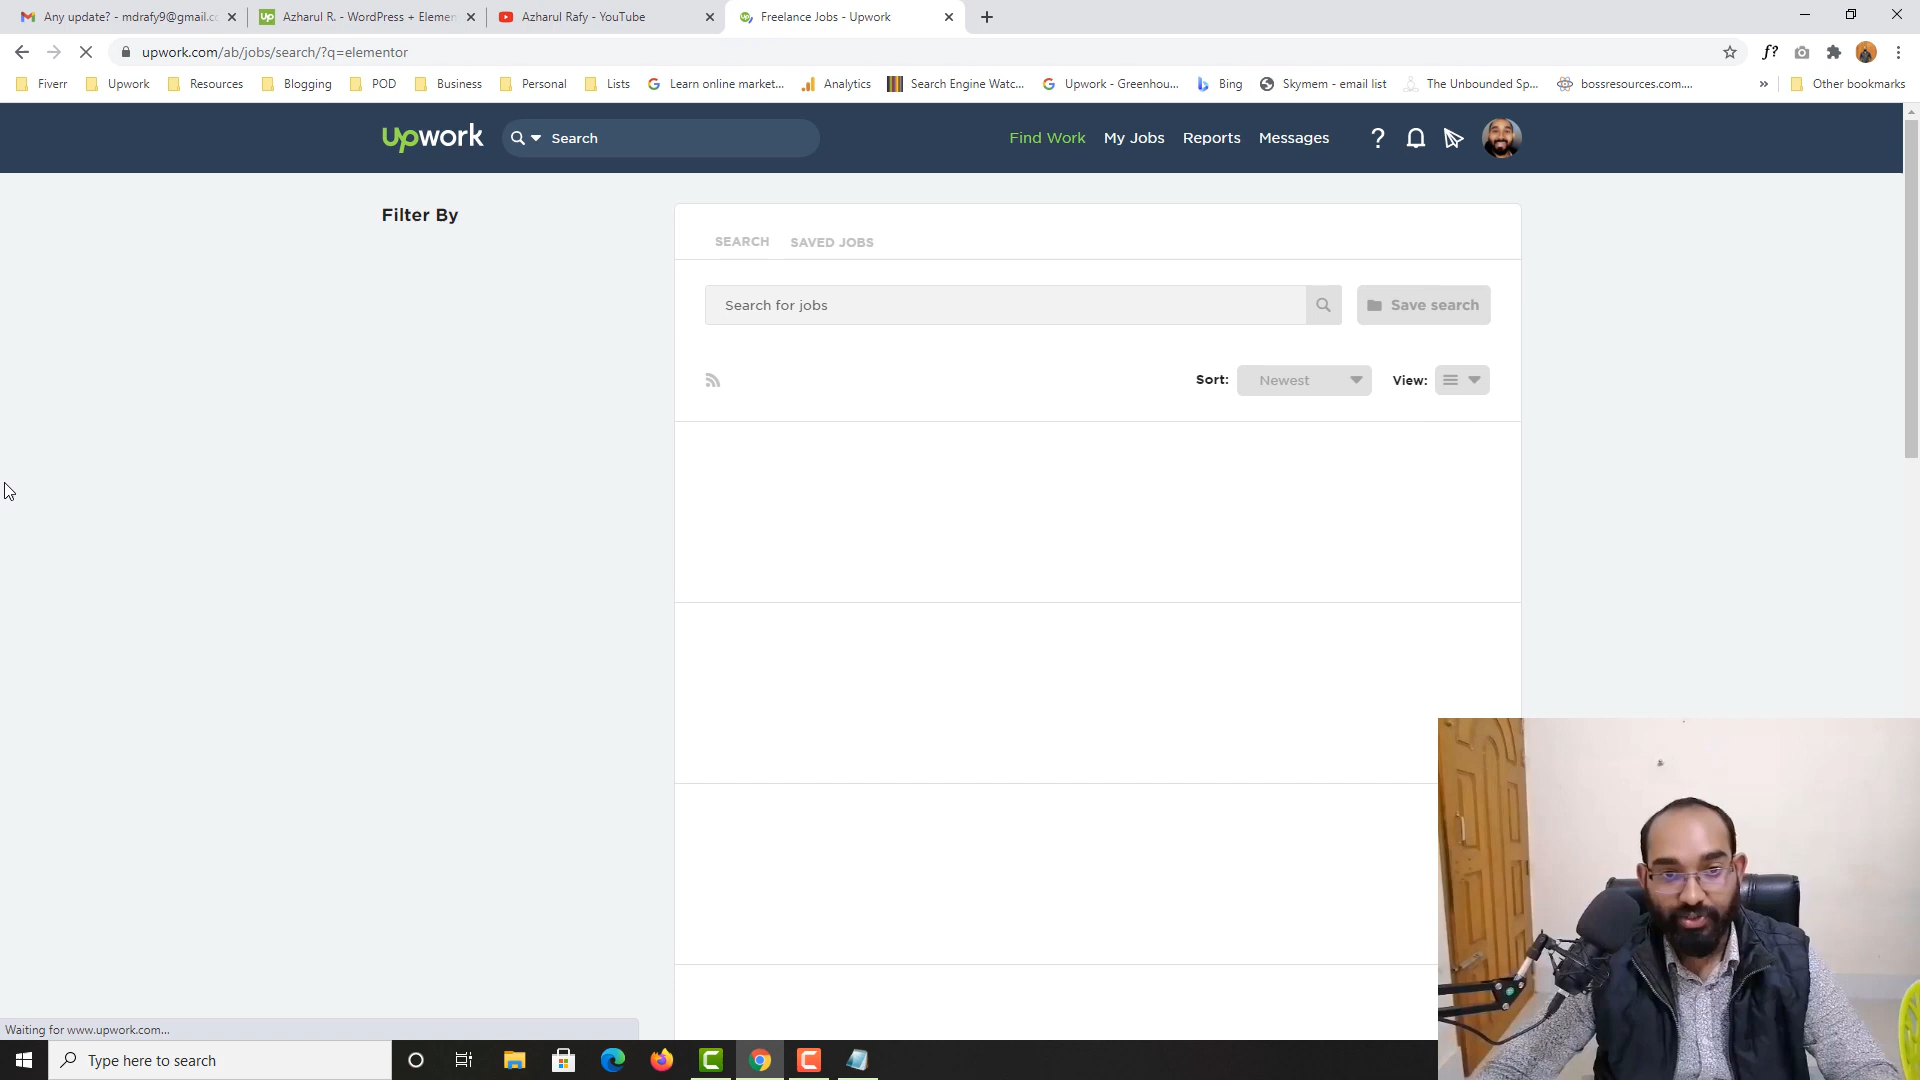 Any update? - mdrafy9@gmail.cc
Azharul R. - WordPress + Elemen
Azharul Rafy - YouTube
Freelance Jobs - Upwork
upwork.com/ab/jobs/search/?q=elementor
f?
Fiverr
Upwork
Resources
Blogging
POD
Business
Personal
Lists
Learn online market...
Analytics
Search Engine Watc...
Upwork - Greenhou...
Bing
Skymem - email list
The Unbounded Sp...
bossresources.com....
»
Other bookmarks
upwork
Search
Find Work
My Jobs
Reports
Messages
?
Filter By
SEARCH
SAVED JOBS
Search for jobs
Save search
Sort:
Newest
View:
Waiting for www.upwork.com...
Type here to search